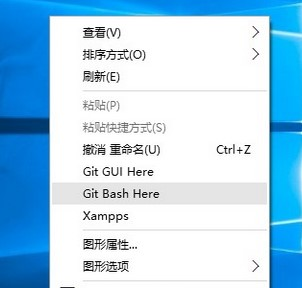 查看(V)
排序方式(O)
刷新(E)
粘贴(P)
粘贴快捷方式(S)
撤消 重命名(U) Ctrl+Z
Git GUI Here
Git Bash Here
Xampps
图形属性...
图形选项